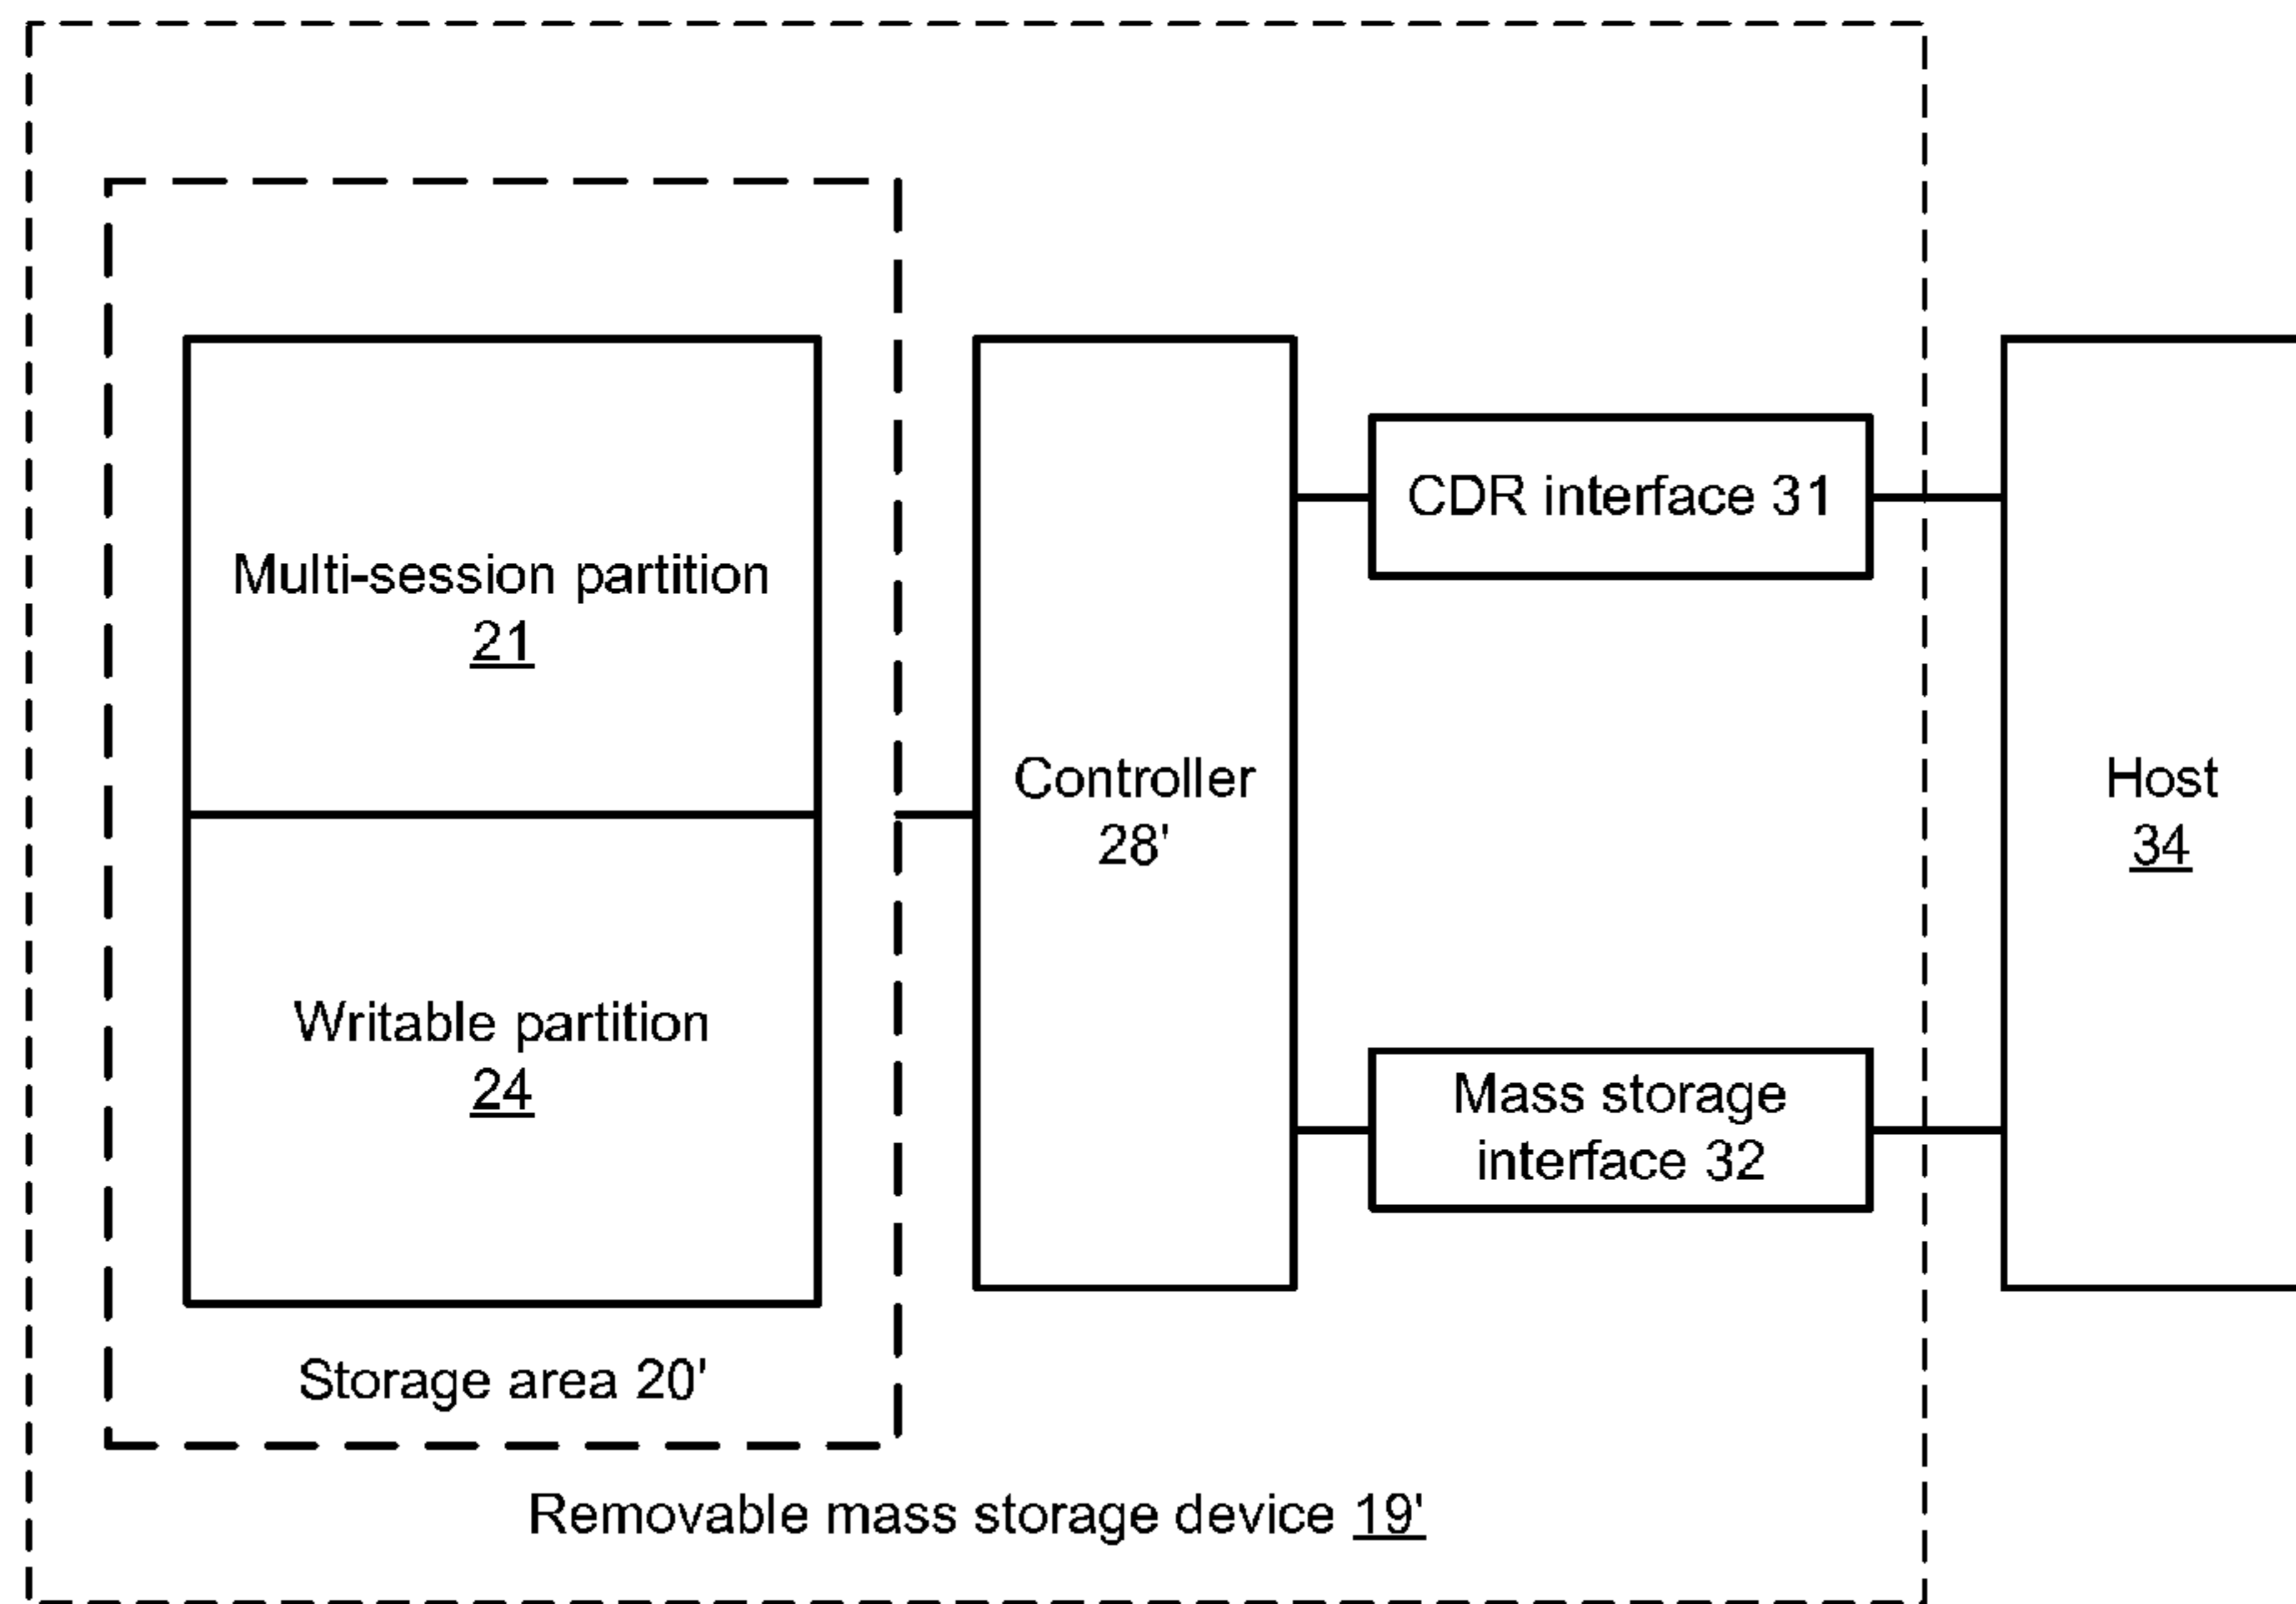 Multi-session partition
21
Writable partition
24
Storage area 20'
Controller
28'
CDR interface 31
Mass storage
interface 32
Host
34
Removable mass storage device 19'